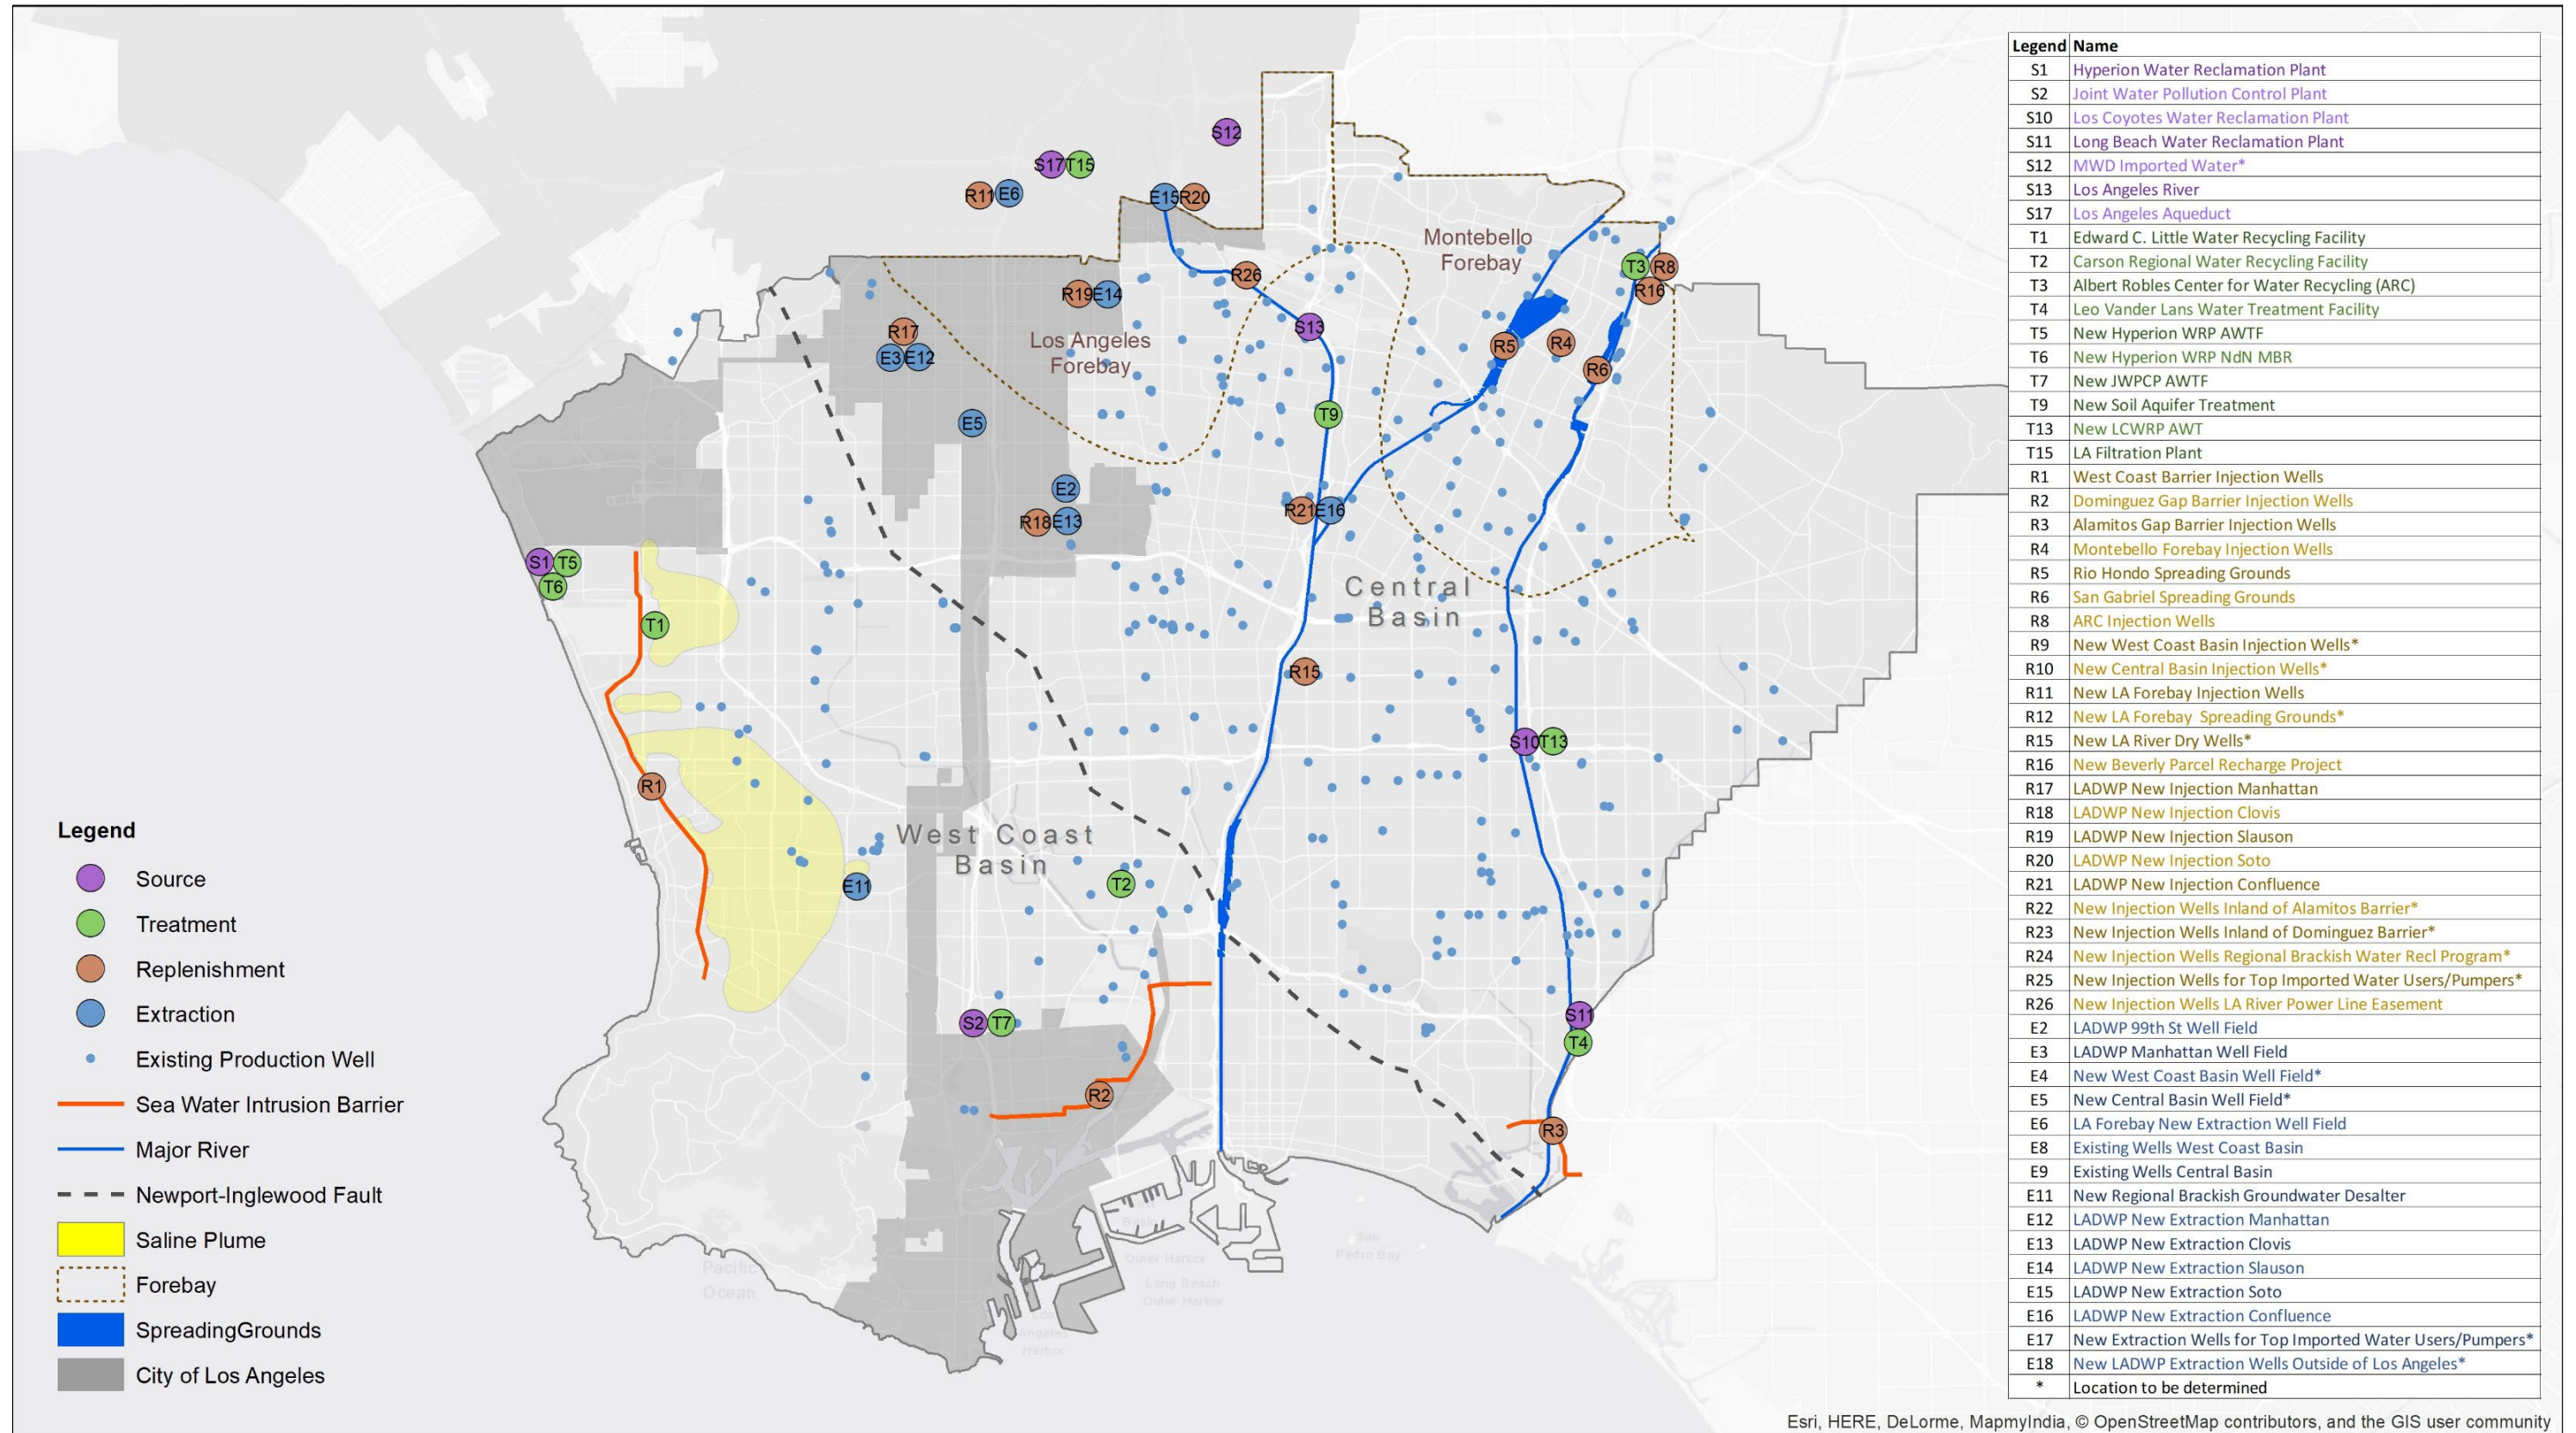 S12
S17
T15
R11
E6
E15
R20
Montebello
Forebay
T3
R8
R26
R16
R19
E14
S13
R17
Los Angeles
Forebay
R5
R4
E3
E12
R6
T9
E5
E2
R21
E16
R18
E13
S1
T5
T6
Central
Basin
T1
R15
S10
T13
R1
West Coast
Basin
T2
E11
S11
S2
T7
T4
R2
R3
San
Pedro Bay
Outer Harbor
Pacific
Ocean
Long Beach
Outer Harbor
Los
Angeles
Harbor
Legend
Source
Treatment
Replenishment
Extraction
Existing Production Well
Sea Water Intrusion Barrier
Major River
Newport-Inglewood Fault
Saline Plume
Forebay
SpreadingGrounds
City of Los Angeles
Legend Name
S1 Hyperion Water Reclamation Plant
S2 Joint Water Pollution Control Plant
S10 Los Coyotes Water Reclamation Plant
S11 Long Beach Water Reclamation Plant
S12 MWD Imported Water*
S13 Los Angeles River
S17 Los Angeles Aqueduct
T1 Edward C. Little Water Recycling Facility
T2 Carson Regional Water Recycling Facility
T3 Albert Robles Center for Water Recycling (ARC)
T4 Leo Vander Lans Water Treatment Facility
T5 New Hyperion WRP AWTF
T6 New Hyperion WRP NdN MBR
T7 New JWPCP AWTF
T9 New Soil Aquifer Treatment
T13 New LCWRP AWT
T15 LA Filtration Plant
R1 West Coast Barrier Injection Wells
R2 Dominguez Gap Barrier Injection Wells
R3 Alamitos Gap Barrier Injection Wells
R4 Montebello Forebay Injection Wells
R5 Rio Hondo Spreading Grounds
R6 San Gabriel Spreading Grounds
R8 ARC Injection Wells
R9 New West Coast Basin Injection Wells*
R10 New Central Basin Injection Wells*
R11 New LA Forebay Injection Wells
R12 New LA Forebay Spreading Grounds*
R15 New LA River Dry Wells*
R16 New Beverly Parcel Recharge Project
R17 LADWP New Injection Manhattan
R18 LADWP New Injection Clovis
R19 LADWP New Injection Slauson
R20 LADWP New Injection Soto
R21 LADWP New Injection Confluence
R22 New Injection Wells Inland of Alamitos Barrier*
R23 New Injection Wells Inland of Dominguez Barrier*
R24 New Injection Wells Regional Brackish Water Recl Program*
R25 New Injection Wells for Top Imported Water Users/Pumpers*
R26 New Injection Wells LA River Power Line Easement
E2 LADWP 99th St Well Field
E3 LADWP Manhattan Well Field
E4 New West Coast Basin Well Field*
E5 New Central Basin Well Field*
E6 LA Forebay New Extraction Well Field
E8 Existing Wells West Coast Basin
E9 Existing Wells Central Basin
E11 New Regional Brackish Groundwater Desalter
E12 LADWP New Extraction Manhattan
E13 LADWP New Extraction Clovis
E14 LADWP New Extraction Slauson
E15 LADWP New Extraction Soto
E16 LADWP New Extraction Confluence
E17 New Extraction Wells for Top Imported Water Users/Pumpers*
E18 New LADWP Extraction Wells Outside of Los Angeles*
* Location to be determined
Esri, HERE, DeLorme, MapmyIndia, © OpenStreetMap contributors, and the GIS user community